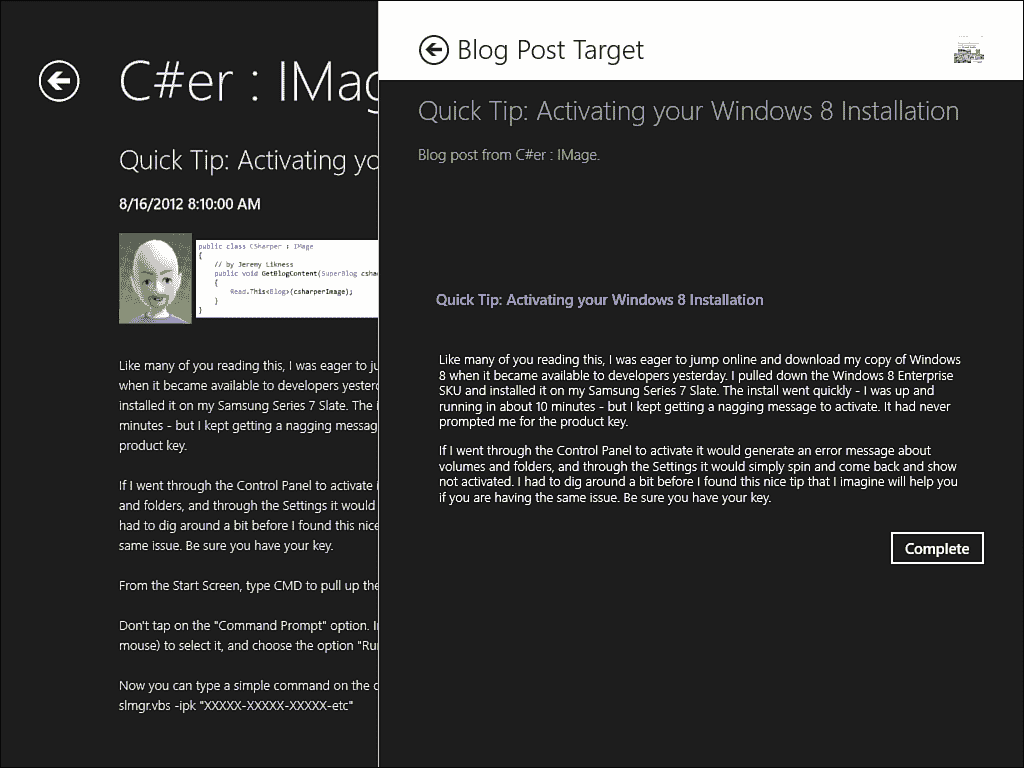 C#er : IMag
Quick Tip: Activating yo
8/16/2012 8:10:00 AM
public class CSharper : IMage
{
// by Jeremy Likness
public void GetBlogContent(SuperBlog csha
{
Read.This<Blog>(csharperImage);
}
}
Like many of you reading this, I was eager to ju
when it became available to developers yesterd
installed it on my Samsung Series 7 Slate. The i
minutes - but I kept getting a nagging messag
product key.
If I went through the Control Panel to activate i
and folders, and through the Settings it would
had to dig around a bit before I found this nice
same issue. Be sure you have your key.
From the Start Screen, type CMD to pull up the
Don't tap on the "Command Prompt" option. I
mouse) to select it, and choose the option "Ru
Now you can type a simple command on the c
slmgr.vbs -ipk "XXXXX-XXXXX-XXXXX-etc"
Blog Post Target
Quick Tip: Activating your Windows 8 Installation
Blog post from C#er : IMage.
Quick Tip: Activating your Windows 8 Installation
Like many of you reading this, I was eager to jump online and download my copy of Windows
8 when it became available to developers yesterday. I pulled down the Windows 8 Enterprise
SKU and installed it on my Samsung Series 7 Slate. The install went quickly - I was up and
running in about 10 minutes - but I kept getting a nagging message to activate. It had never
prompted me for the product key.
If I went through the Control Panel to activate it would generate an error message about
volumes and folders, and through the Settings it would simply spin and come back and show
not activated. I had to dig around a bit before I found this nice tip that I imagine will help you
if you are having the same issue. Be sure you have your key.
Complete